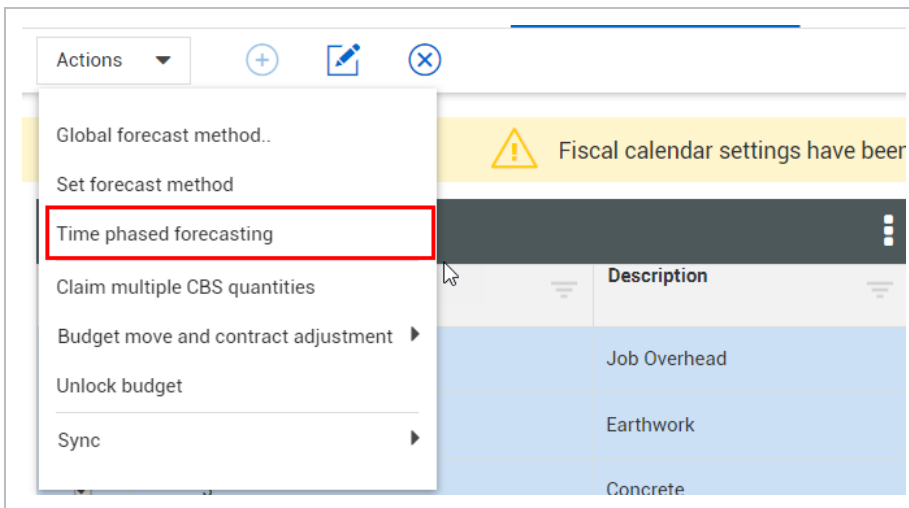 Actions
Fiscal calendar settings have been
Global forecast method..
Set forecast method
Time phased forecasting
Claim multiple CBS quantities
Budget move and contract adjustment
Unlock budget
Sync
Description
Job Overhead
Earthwork
Concrete